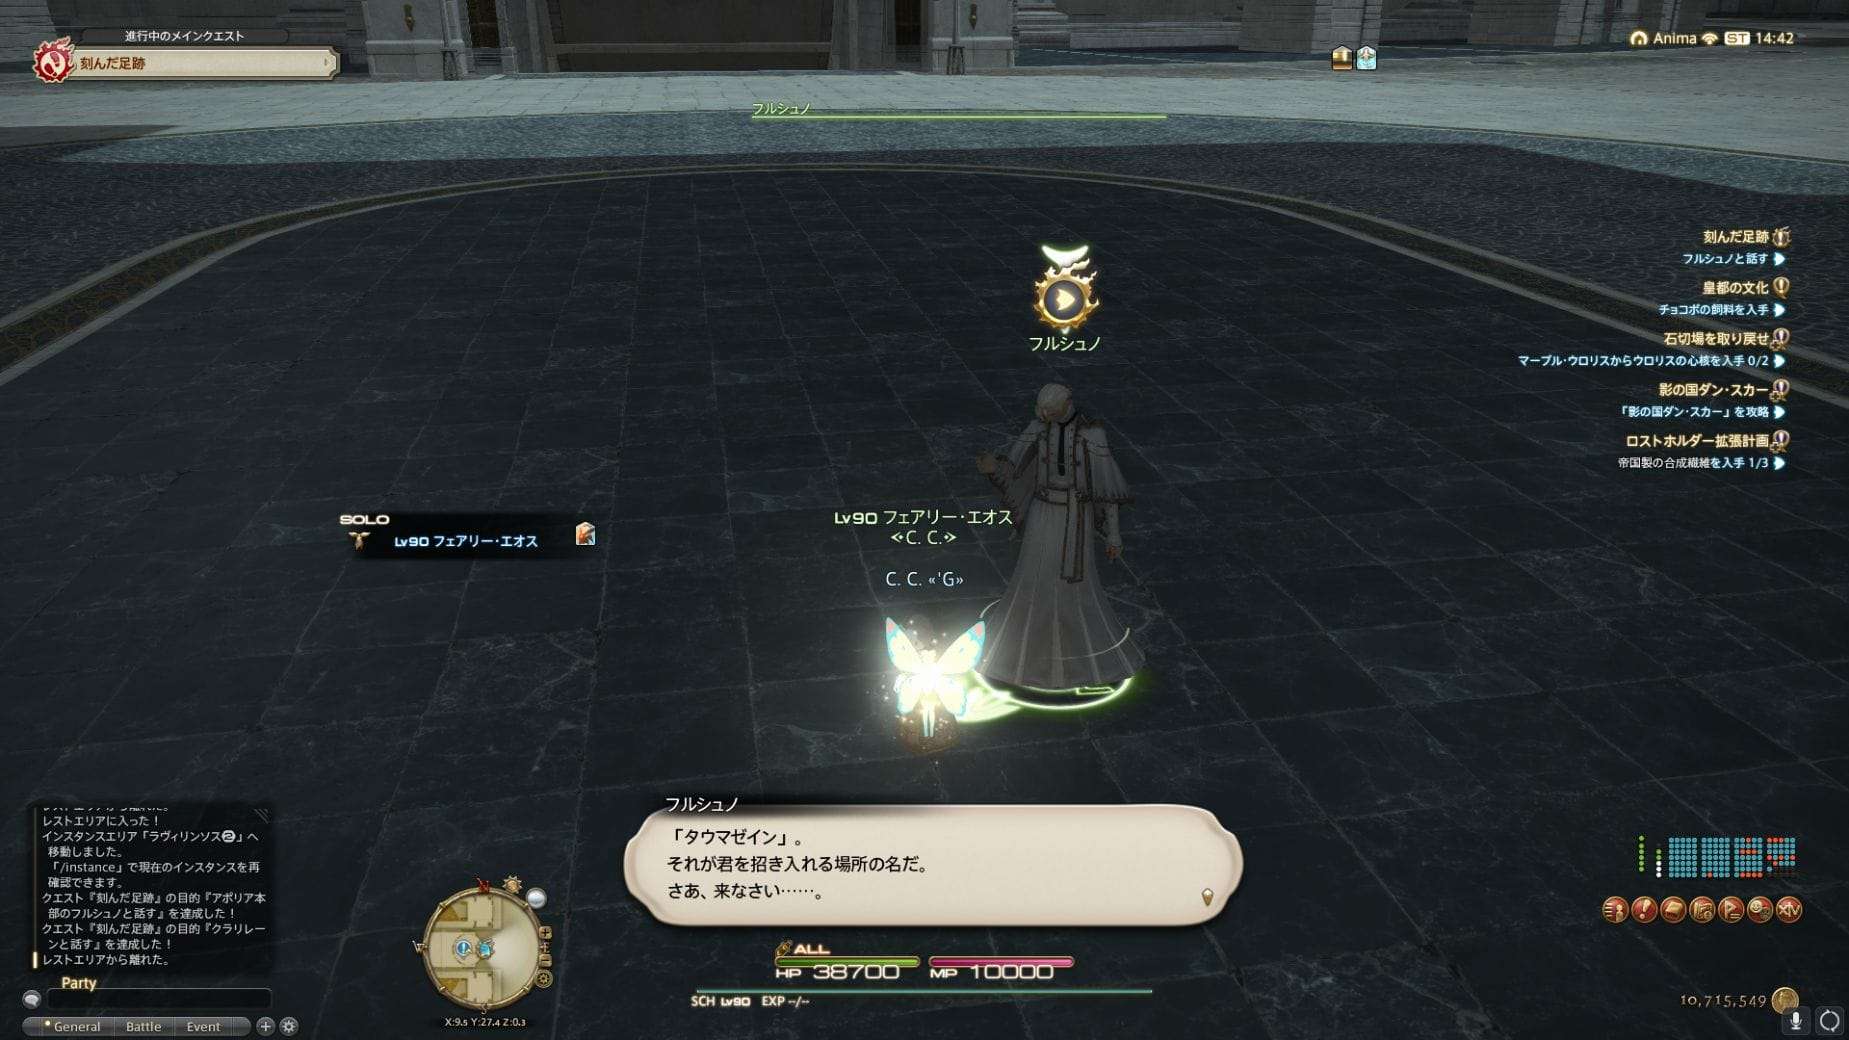 進行中のメインクエスト
刻んだ足跡
Anima ST 14:42
フルシュノ
刻んだ足跡
フルシュノと話す
皇都の文化
チョコボの飼料を入手
石切場を取り戻せ
マーブル・ウロリスからウロリスの心核を入手 0/2
影の国ダン・スカー
「影の国ダン・スカー」を攻略
ロストホルダー拡張計画
帝国製の合成繊維を入手 1/3
フルシュノ
SOLO
Lv90 フェアリー・エオス
Lv90 フェアリー・エオス
≪C. C.≫
C. C. «'G»
フルシュノ
「タウマゼイン」。
それが君を招き入れる場所の名だ。
さあ、来なさい……。
レストエリアから離れた。
レストエリアに入った！
インスタンスエリア「ラヴィリンソス②」へ
移動しました。
「/instance」で現在のインスタンスを再
確認できます。
クエスト『刻んだ足跡』の目的『アポリア本
部のフルシュノと話す』を達成した！
クエスト『刻んだ足跡』の目的『クラリレー
ンと話す』を達成した！
レストエリアから離れた。
Party
General Battle Event
N
W
S
X:9.5 Y:27.4 Z:0.3
ALL
HP 38700 MP 10000
SCH Lv90 EXP --/--
XIV
10,715,549